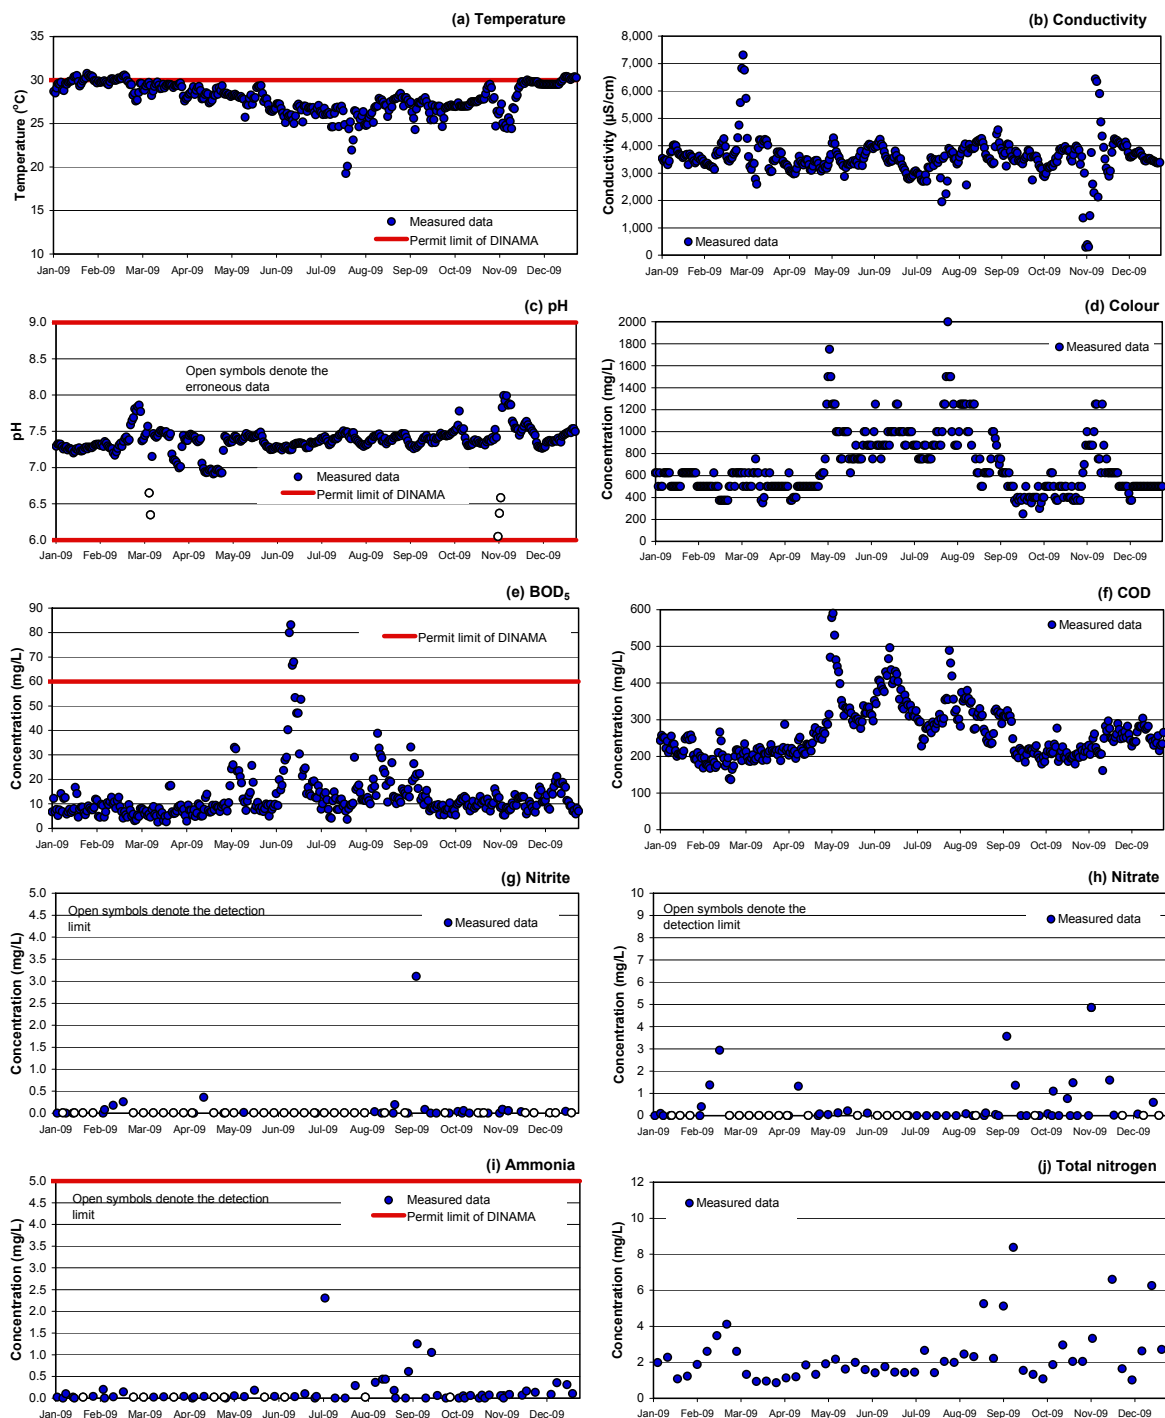 (a) Temperature
35
30
25
20
15
10
Temperature (°C)
Measured data
Permit limit of DINAMA
Jan-09 Feb-09 Mar-09 Apr-09 May-09 Jun-09 Jul-09 Aug-09 Sep-09 Oct-09 Nov-09 Dec-09
(b) Conductivity
8,000
7,000
6,000
5,000
4,000
3,000
2,000
1,000
0
Conductivity (µS/cm)
Measured data
Jan-09 Feb-09 Mar-09 Apr-09 May-09 Jun-09 Jul-09 Aug-09 Sep-09 Oct-09 Nov-09 Dec-09
(c) pH
9.0
8.5
8.0
7.5
7.0
6.5
6.0
pH
Open symbols denote the
erroneous data
Measured data
Permit limit of DINAMA
Jan-09 Feb-09 Mar-09 Apr-09 May-09 Jun-09 Jul-09 Aug-09 Sep-09 Oct-09 Nov-09 Dec-09
(d) Colour
2000
1800
1600
1400
1200
1000
800
600
400
200
0
Concentration (mg/L)
Measured data
Jan-09 Feb-09 Mar-09 Apr-09 May-09 Jun-09 Jul-09 Aug-09 Sep-09 Oct-09 Nov-09 Dec-09
(e) BOD₅
90
80
70
60
50
40
30
20
10
0
Concentration (mg/L)
Permit limit of DINAMA
Jan-09 Feb-09 Mar-09 Apr-09 May-09 Jun-09 Jul-09 Aug-09 Sep-09 Oct-09 Nov-09 Dec-09
(f) COD
600
500
400
300
200
100
0
Concentration (mg/L)
Measured data
Jan-09 Feb-09 Mar-09 Apr-09 May-09 Jun-09 Jul-09 Aug-09 Sep-09 Oct-09 Nov-09 Dec-09
(g) Nitrite
5.0
4.5
4.0
3.5
3.0
2.5
2.0
1.5
1.0
0.5
0.0
Concentration (mg/L)
Open symbols denote the detection
limit
Measured data
Jan-09 Feb-09 Mar-09 Apr-09 May-09 Jun-09 Jul-09 Aug-09 Sep-09 Oct-09 Nov-09 Dec-09
(h) Nitrate
10
9
8
7
6
5
4
3
2
1
0
Concentration (mg/L)
Open symbols denote the
detection limit
Measured data
Jan-09 Feb-09 Mar-09 Apr-09 May-09 Jun-09 Jul-09 Aug-09 Sep-09 Oct-09 Nov-09 Dec-09
(i) Ammonia
5.0
4.5
4.0
3.5
3.0
2.5
2.0
1.5
1.0
0.5
0.0
Concentration (mg/L)
Open symbols denote the detection
limit
Measured data
Permit limit of DINAMA
Jan-09 Feb-09 Mar-09 Apr-09 May-09 Jun-09 Jul-09 Aug-09 Sep-09 Oct-09 Nov-09 Dec-09
(j) Total nitrogen
12
10
8
6
4
2
0
Concentration (mg/L)
Measured data
Jan-09 Feb-09 Mar-09 Apr-09 May-09 Jun-09 Jul-09 Aug-09 Sep-09 Oct-09 Nov-09 Dec-09